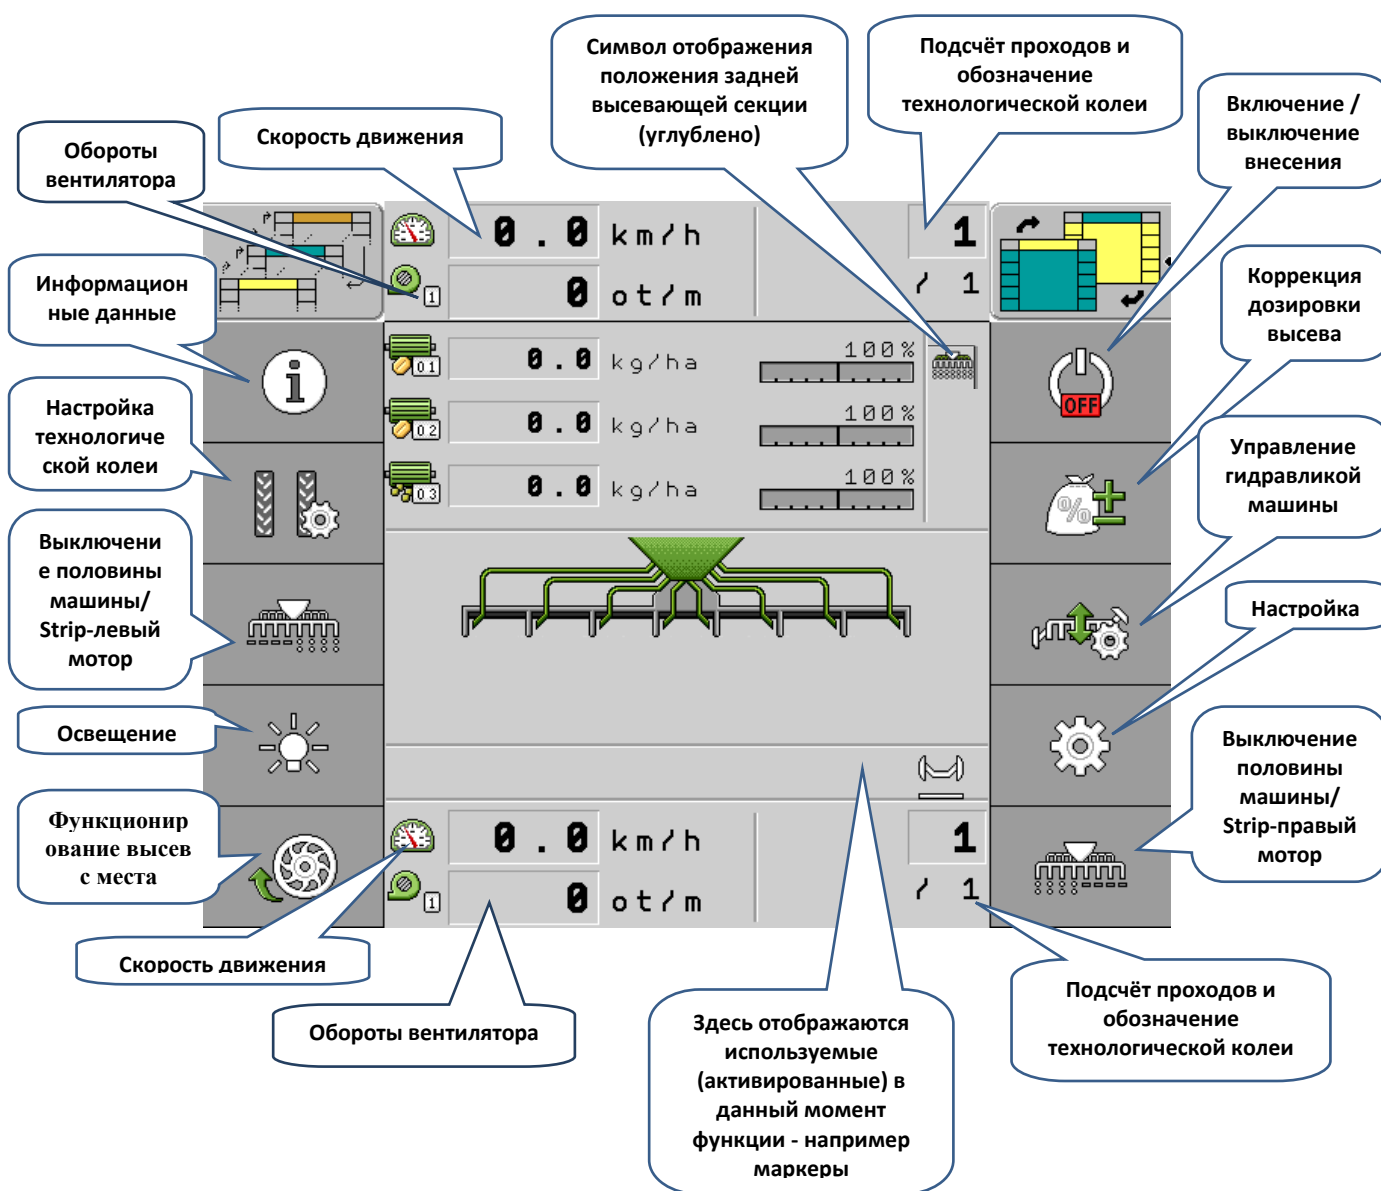 Символ отображения
положения задней
высевающей секции
(углублено)
Подсчёт проходов и
обозначение
технологической колеи
Включение /
выключение
внесения
Скорость движения
Обороты
вентилятора
Информацион
ные данные
Коррекция
дозировки
высева
Настройка
технологиче
ской колеи
Управление
гидравликой
машины
Выключени
е половины
машины/
Strip-левый
мотор
Настройка
Освещение
Выключение
половины
машины/
Strip-правый
мотор
Функционир
ование высев
с места
Скорость движения
Обороты вентилятора
Здесь отображаются
используемые
(активированные) в
данный момент
функции - например
маркеры
Подсчёт проходов и
обозначение
технологической колеи
0.0 km/h
1
1
0 ot/m
/ 1
i
01
0.0 kg/ha
100%
OFF
02
0.0 kg/ha
100%
03
0.0 kg/ha
100%
%
0.0 km/h
1
1
0 ot/m
/ 1